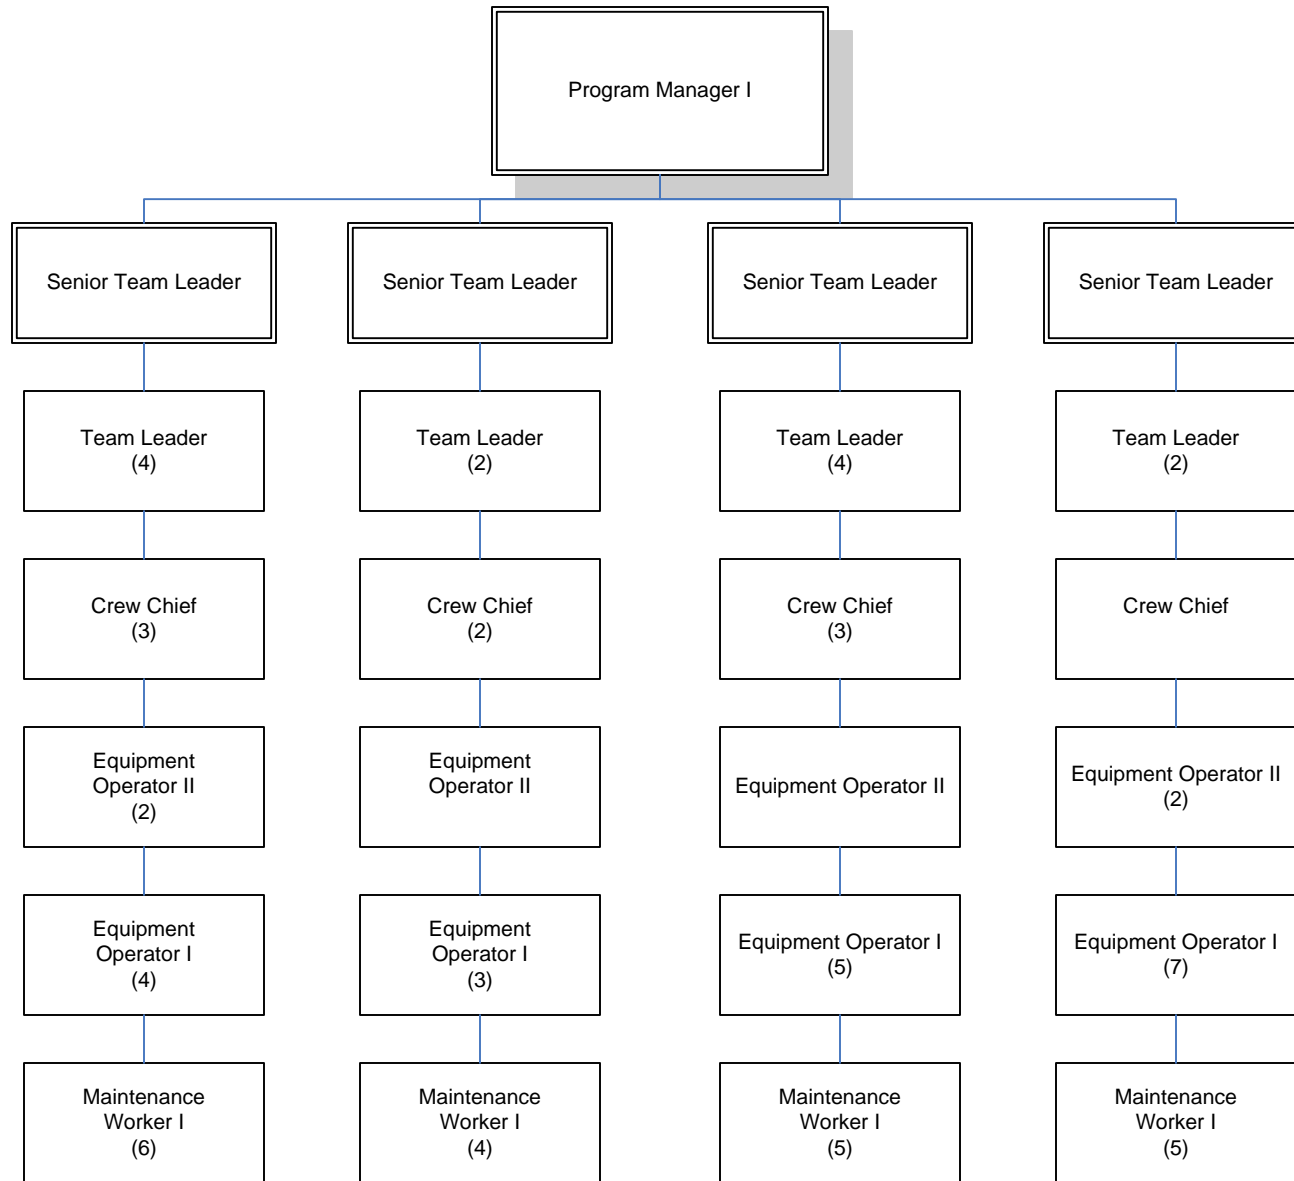 Program Manager I
Senior Team Leader
Senior Team Leader
Senior Team Leader
Senior Team Leader
Team Leader
(4)
Team Leader
(2)
Team Leader
(4)
Team Leader
(2)
Crew Chief
(3)
Crew Chief
(2)
Crew Chief
(3)
Crew Chief
Equipment
Operator II
(2)
Equipment
Operator II
Equipment Operator II
Equipment Operator II
(2)
Equipment
Operator I
(4)
Equipment
Operator I
(3)
Equipment Operator I
(5)
Equipment Operator I
(7)
Maintenance
Worker I
(6)
Maintenance
Worker I
(4)
Maintenance
Worker I
(5)
Maintenance
Worker I
(5)